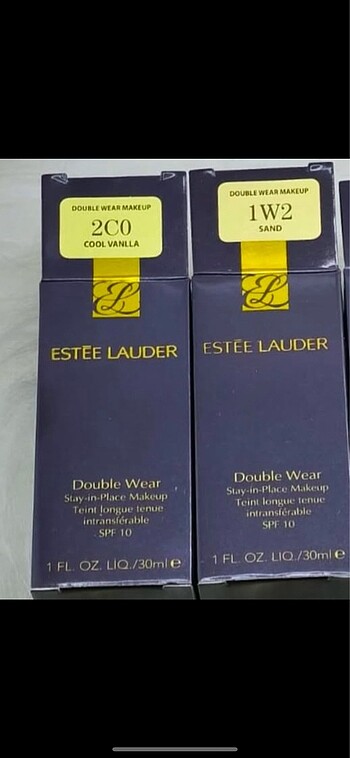 DOUBLE WEAR MAKEUP
2C0
COOL VANLLA
ESTĒE LAUDER
Double Wear
Stay-in-Place Makeup
Teint longue tenue
intransférable
SPF 10
1 FL. OZ. LIQ./30ml e
DOUBLE WEAR MAKEUP
1W2
SAND
ESTĒE LAUDER
Double Wear
Stay-in-Place Makeup
Teint longue tenue
intransférable
SPF 10
1 FL. OZ. LIQ./30ml e